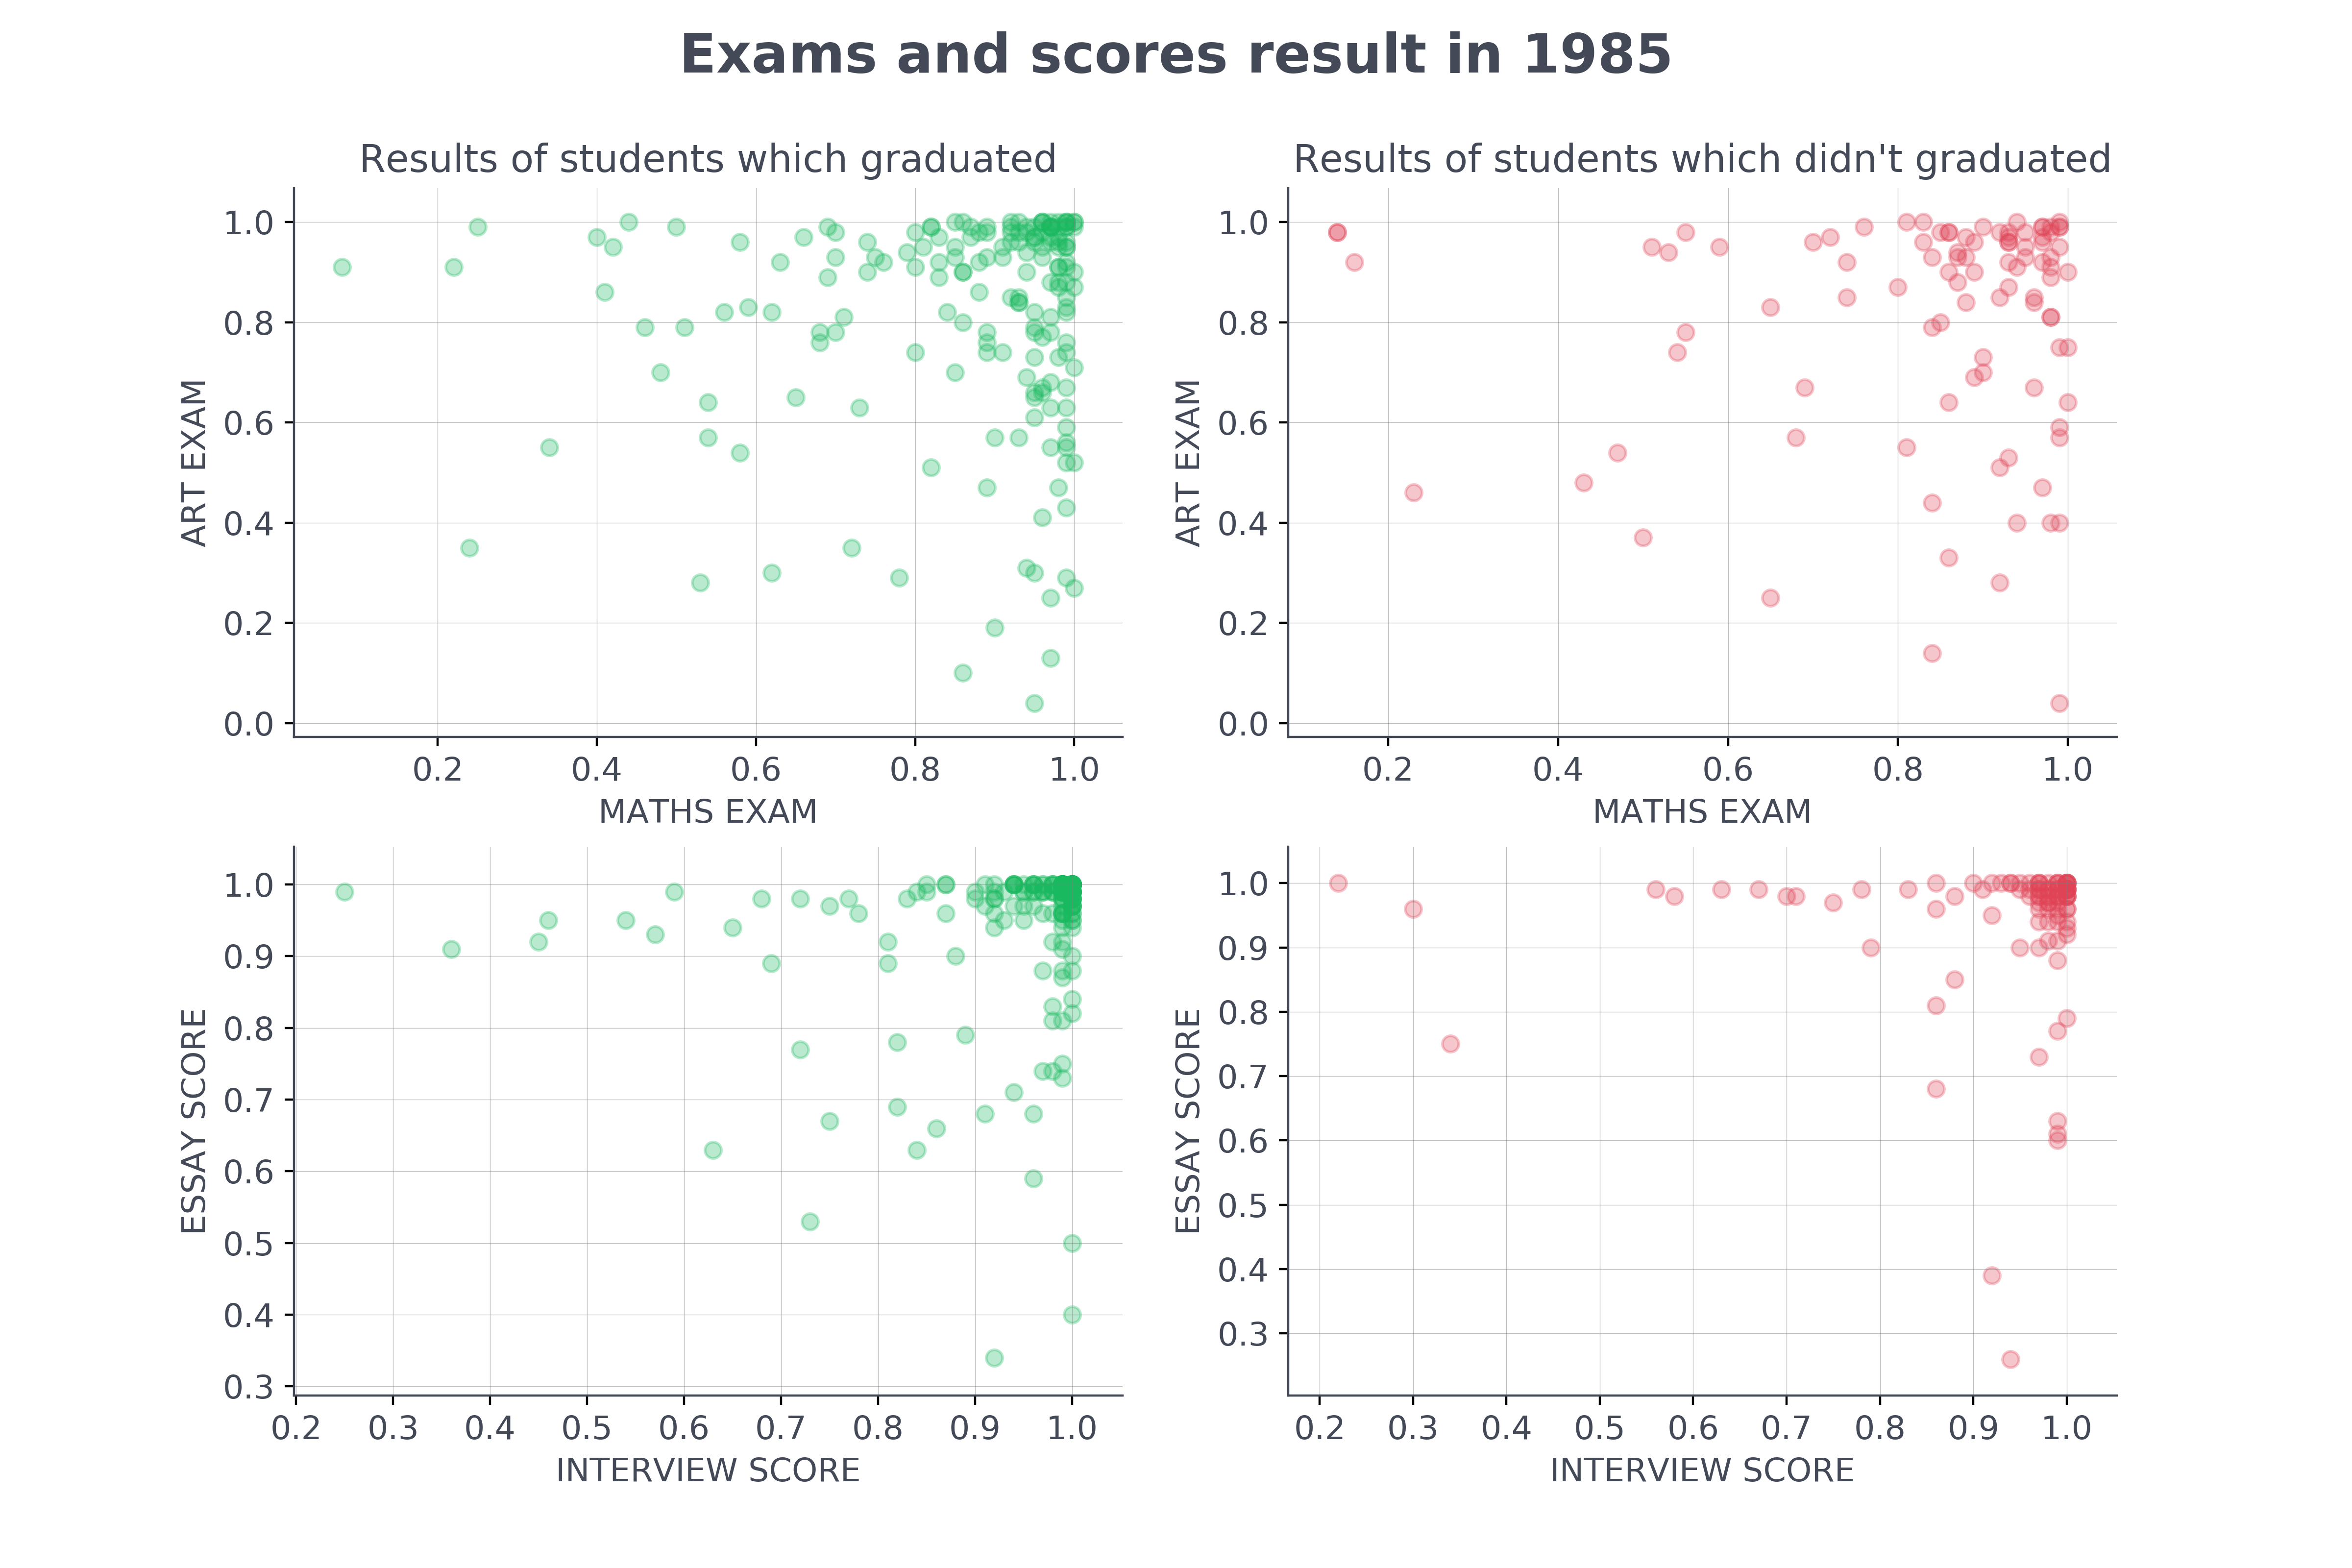 Exams and scores result in 1985
Results of students which graduated
ART EXAM
1.0
0.8
0.6
0.4
0.2
0.0
0.2 0.4 0.6 0.8 1.0
MATHS EXAM
Results of students which didn't graduated
ART EXAM
1.0
0.8
0.6
0.4
0.2
0.0
0.2 0.4 0.6 0.8 1.0
MATHS EXAM
ESSAY SCORE
1.0
0.9
0.8
0.7
0.6
0.5
0.4
0.3
0.2 0.3 0.4 0.5 0.6 0.7 0.8 0.9 1.0
INTERVIEW SCORE
ESSAY SCORE
1.0
0.9
0.8
0.7
0.6
0.5
0.4
0.3
0.2 0.3 0.4 0.5 0.6 0.7 0.8 0.9 1.0
INTERVIEW SCORE